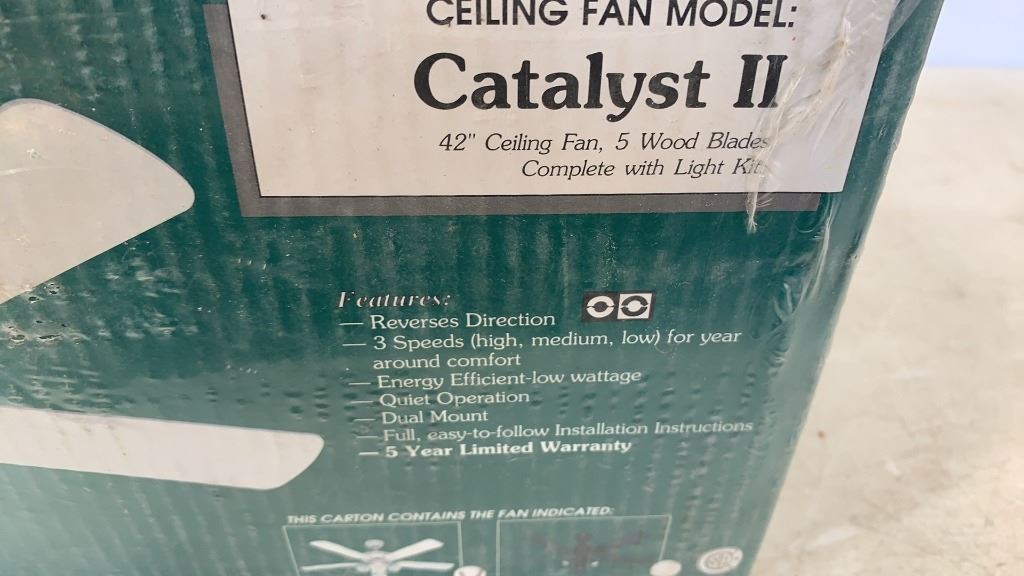 CEILING FAN MODEL:
Catalyst II
42" Ceiling Fan, 5 Wood Blades
Complete with Light Kit
Features:
— Reverses Direction
— 3 Speeds (high, medium, low) for year
around comfort
— Energy Efficient-low wattage
— Quiet Operation
— Dual Mount
— Full, easy-to-follow Installation Instructions
— 5 Year Limited Warranty
THIS CARTON CONTAINS THE FAN INDICATED: